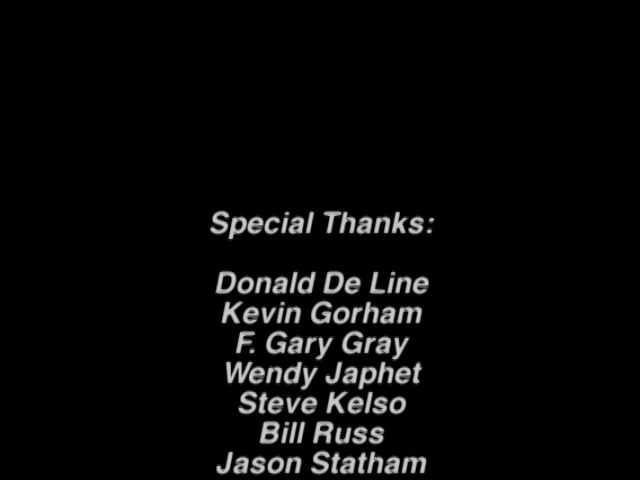 Special Thanks:
Donald De Line
Kevin Gorham
F. Gary Gray
Wendy Japhet
Steve Kelso
Bill Russ
Jason Statham